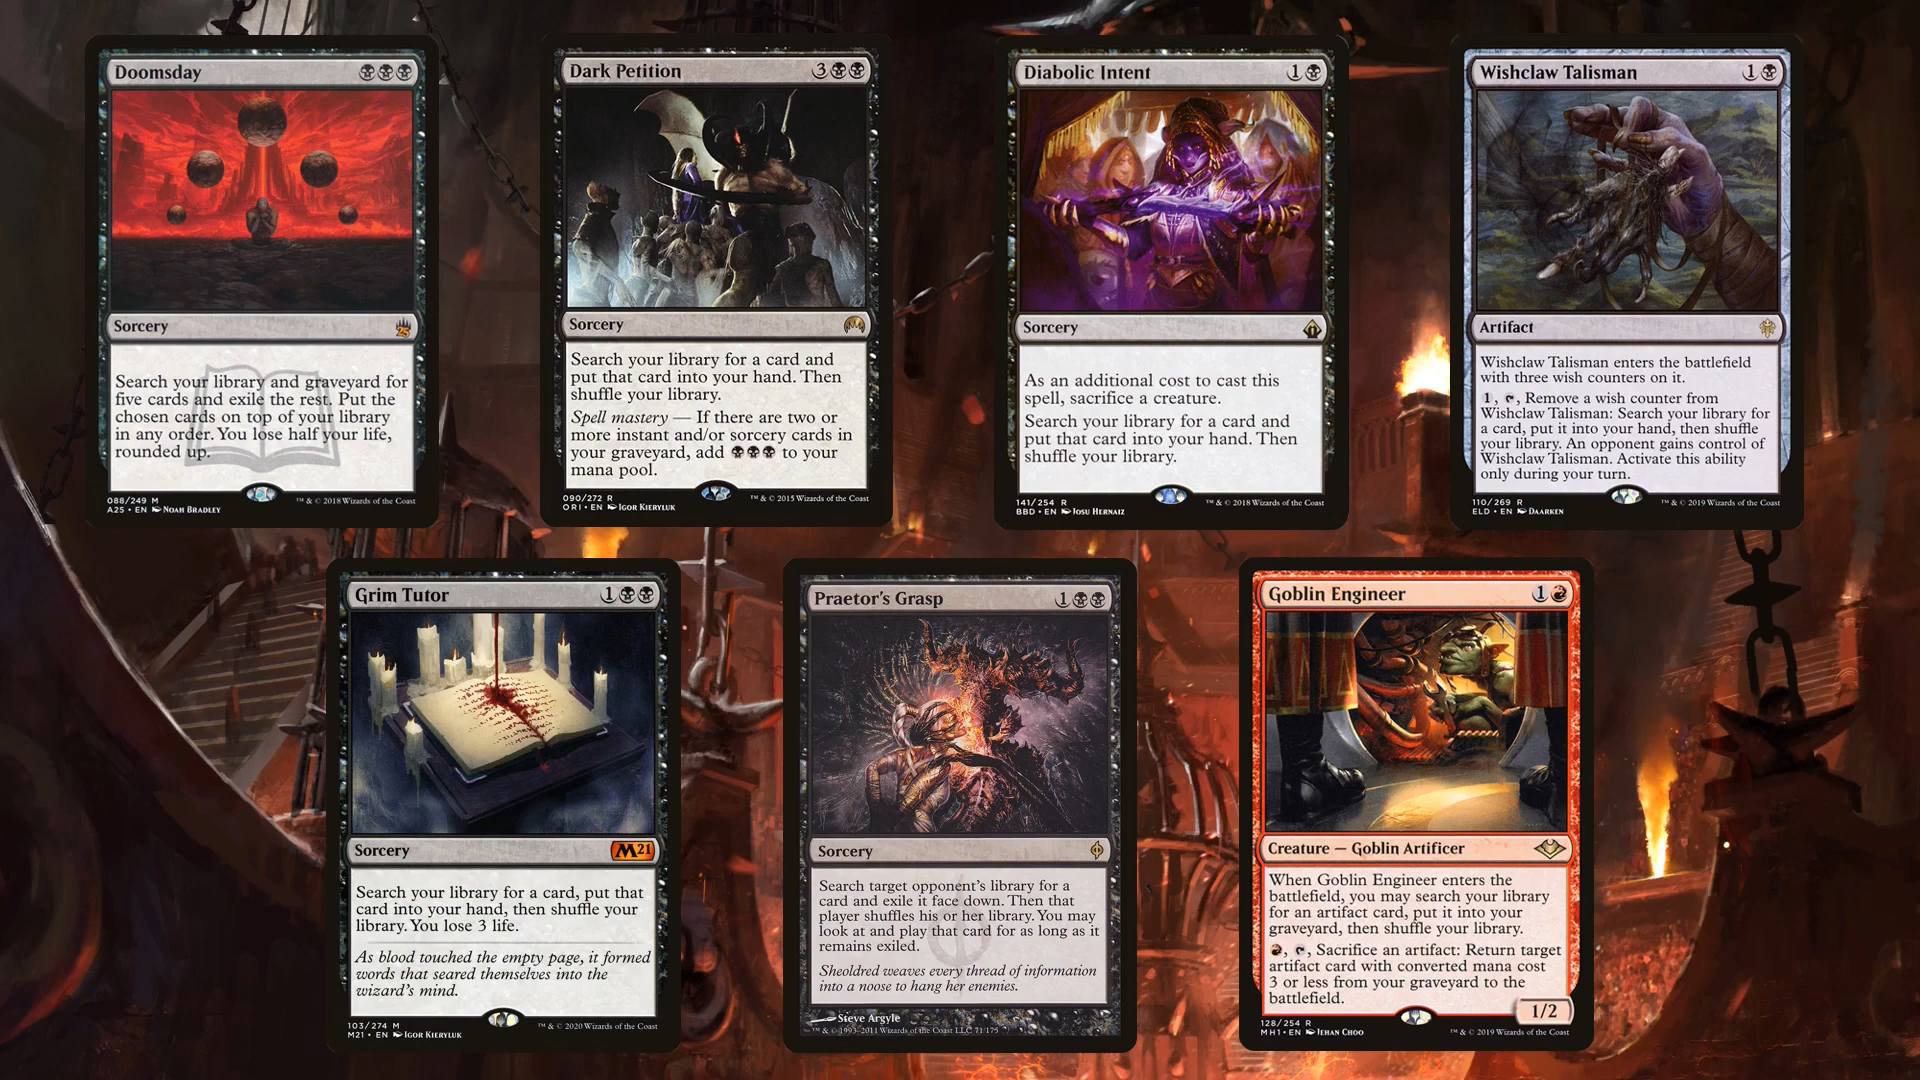 Doomsday
Sorcery
Search your library and graveyard for
five cards and exile the rest. Put the
chosen cards on top of your library
in any order. You lose half your life,
rounded up.
088/249 M
A25 • EN Noah Bradley
™ & © 2018 Wizards of the Coast
Dark Petition
3
Sorcery
Search your library for a card and
put that card into your hand. Then
shuffle your library.
Spell mastery — If there are two or
more instant and/or sorcery cards in
your graveyard, add to your
mana pool.
090/272 R
ORI • EN Igor Kieryluk
™ & © 2015 Wizards of the Coast
Diabolic Intent
1
Sorcery
As an additional cost to cast this
spell, sacrifice a creature.
Search your library for a card and
put that card into your hand. Then
shuffle your library.
141/254 R
BBD • EN Josu Hernaiz
™ & © 2018 Wizards of the Coast
Wishclaw Talisman
1
Artifact
Wishclaw Talisman enters the battlefield
with three wish counters on it.
1, , Remove a wish counter from
Wishclaw Talisman: Search your library for
a card, put it into your hand, then shuffle
your library. An opponent gains control of
Wishclaw Talisman. Activate this ability
only during your turn.
110/269 R
ELD • EN Daarken
™ & © 2019 Wizards of the Coast
Grim Tutor
1
Sorcery
M21
Search your library for a card, put that
card into your hand, then shuffle your
library. You lose 3 life.
As blood touched the empty page, it formed
words that seared themselves into the
wizard's mind.
103/274 M
M21 • EN Igor Kieryluk
™ & © 2020 Wizards of the Coast
Praetor's Grasp
1
Sorcery
Search target opponent's library for a
card and exile it face down. Then that
player shuffles his or her library. You may
look at and play that card for as long as it
remains exiled.
Sheoldred weaves every thread of information
into a noose to hang her enemies.
Steve Argyle
™ & © 1993–2011 Wizards of the Coast LLC 71/175
Goblin Engineer
1
Creature — Goblin Artificer
When Goblin Engineer enters the
battlefield, you may search your library
for an artifact card, put it into your
graveyard, then shuffle your library.
, , Sacrifice an artifact: Return target
artifact card with converted mana cost
3 or less from your graveyard to the
battlefield.
1/2
128/254 R
MH1 • EN Jehan Choo
™ & © 2019 Wizards of the Coast